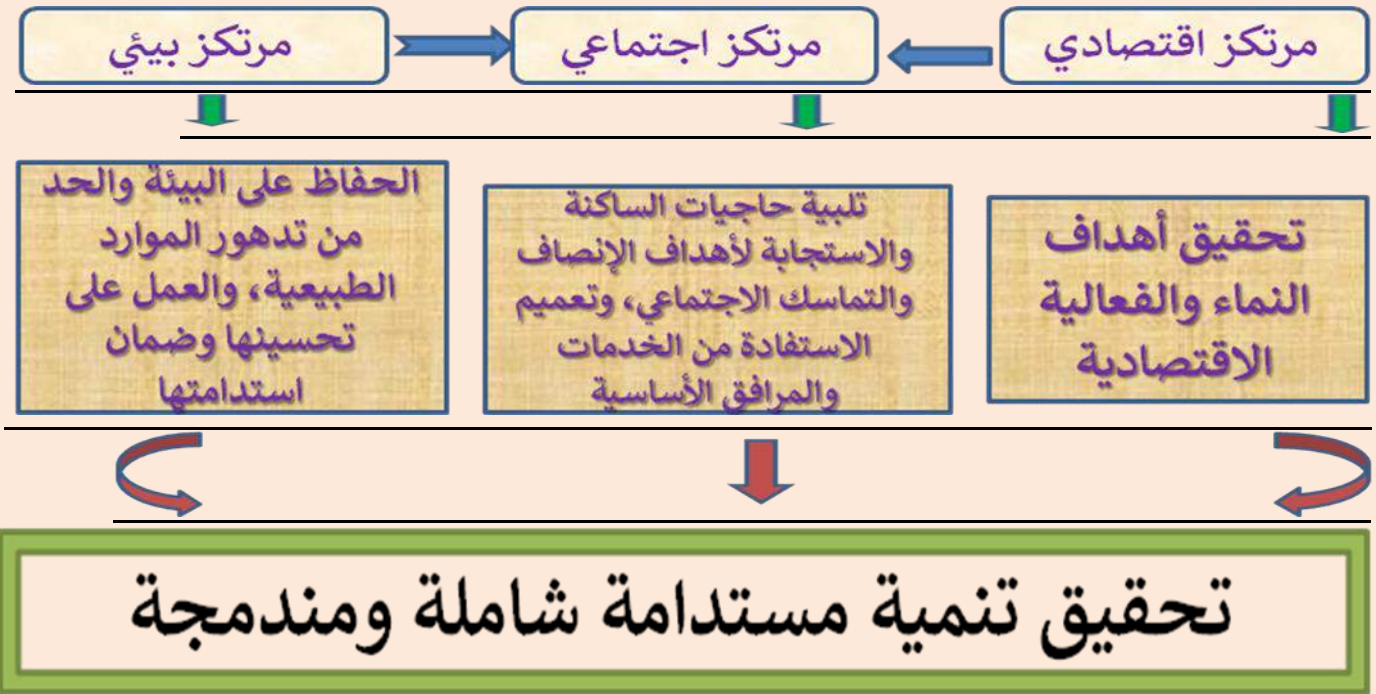 مرتكز اقتصادي
مرتكز اجتماعي
مرتكز بيئي
تحقيق أهداف
النماء والفعالية
الاقتصادية
تلبية حاجيات الساكنة
والاستجابة لأهداف الإنصاف
والتماسك الاجتماعي، وتعميم
الاستفادة من الخدمات
والمرافق الأساسية
الحفاظ على البيئة والحد
من تدهور الموارد
الطبيعية، والعمل على
تحسينها وضمان
استدامتها
تحقيق تنمية مستدامة شاملة ومندمجة